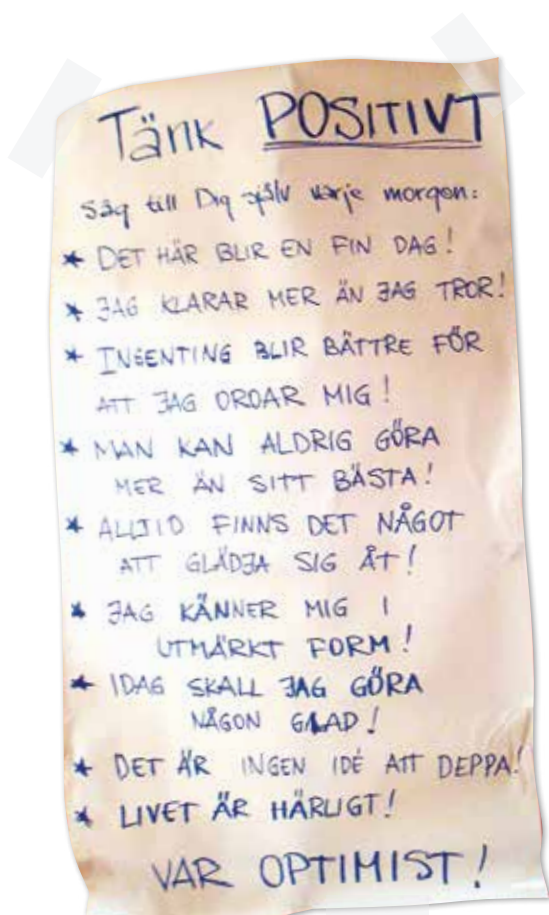 Tänk POSITIVT
Säg till Dig själv varje morgon:
* DET HÄR BLIR EN FIN DAG!
* JAG KLARAR MER ÄN JAG TROR!
* INGENTING BLIR BÄTTRE FÖR
ATT JAG OROAR MIG!
* MAN KAN ALDRIG GÖRA
MER ÄN SITT BÄSTA!
* ALLTID FINNS DET NÅGOT
ATT GLÄDJA SIG ÅT!
* JAG KÄNNER MIG I
UTMÄRKT FORM!
* IDAG SKALL JAG GÖRA
NÅGON GLAD!
* DET ÄR INGEN IDÉ ATT DEPPA!
* LIVET ÄR HÄRLIGT!
VAR OPTIMIST!